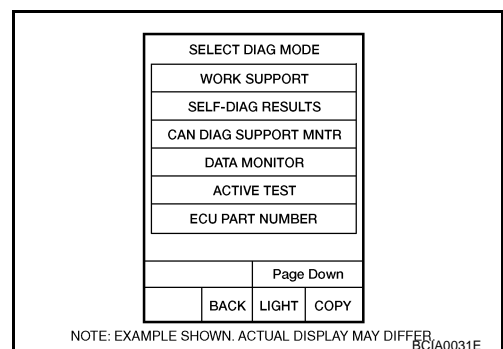 SELECT DIAG MODE
WORK SUPPORT
SELF-DIAG RESULTS
CAN DIAG SUPPORT MNTR
DATA MONITOR
ACTIVE TEST
ECU PART NUMBER
Page Down
BACK LIGHT COPY
NOTE: EXAMPLE SHOWN. ACTUAL DISPLAY MAY DIFFER.
BCIA0031E